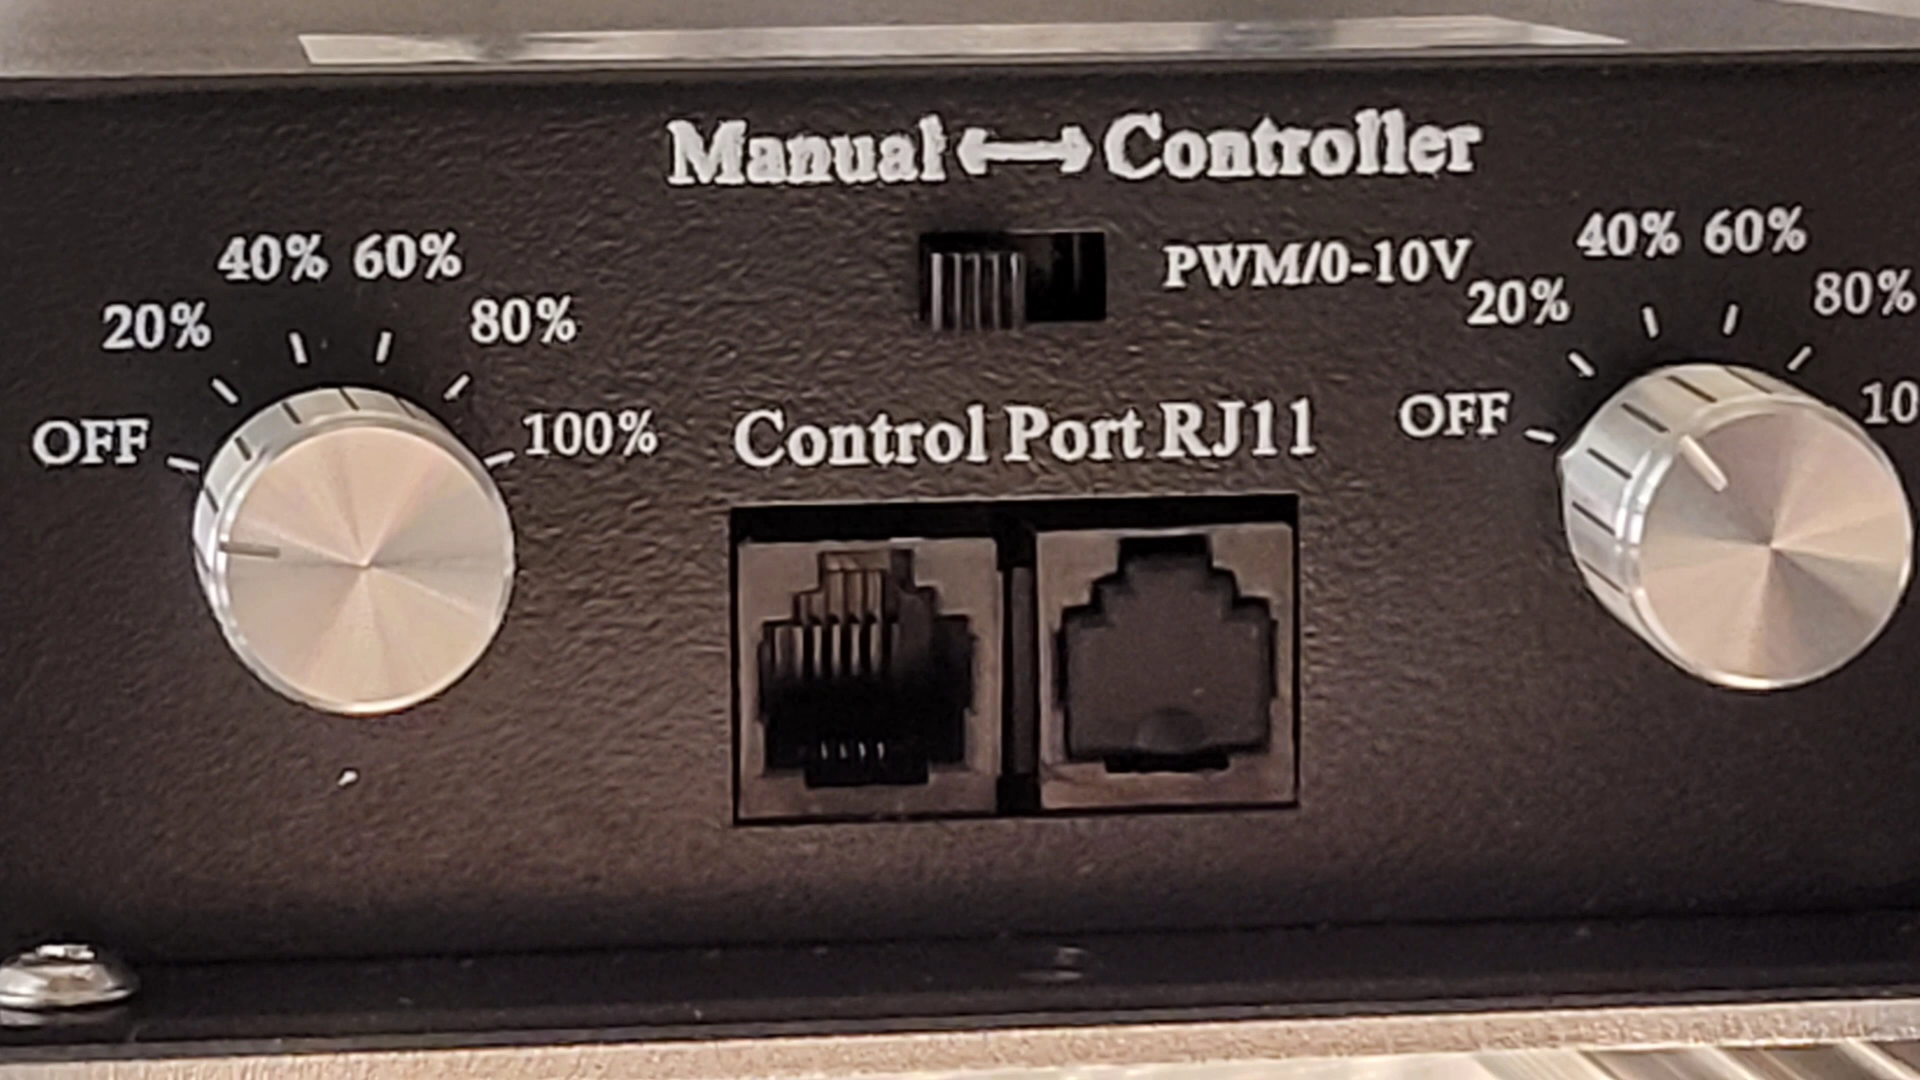 Manual ↔ Controller
40% 60%
20% 80%
OFF 100%
PWM/0-10V
Control Port RJ11
40% 60%
20% 80%
OFF 10